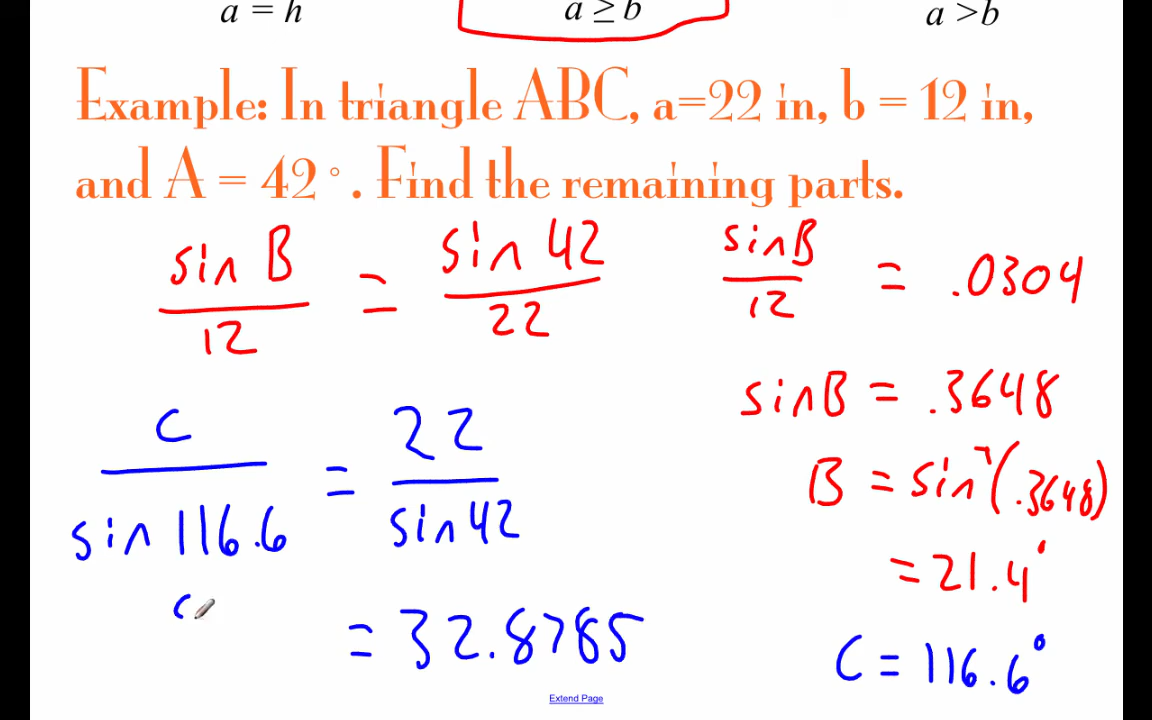 a = h a ≥ b a >b
Example: In triangle ABC, a=22 in, b = 12 in,
and A = 42°. Find the remaining parts.
sin B / 12 = sin 42 / 22
sinB / 12 = .0304
sinB = .3648
B = sin⁻¹(.3648)
= 21.4°
C = 116.6°
c / sin 116.6 = 22 / sin 42
c = 32.8785
Extend Page